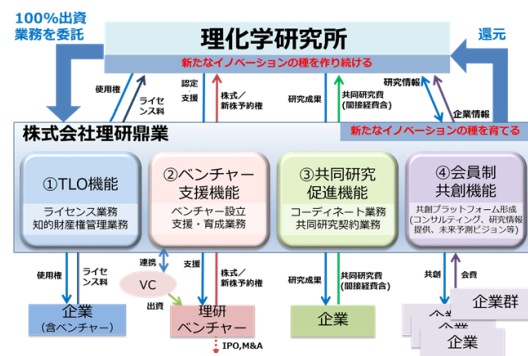 100%出資
業務を委託
理化学研究所
新たなイノベーションの種を作り続ける
還元
使用権
ライセ
ンス料
認定・
支援
株式／
新株予約権
研究成果
共同研究費
(間接経費含)
研究情報
企業情報
株式会社理研鼎業
新たなイノベーションの種を育てる
①TLO機能
ライセンス業務
知的財産権管理業務
②ベンチャー
支援機能
ベンチャー設立
支援・育成業務
③共同研究
促進機能
コーディネート業務
共同研究契約業務
④会員制
共創機能
共創プラットフォーム形成
(コンサルティング、研究情報
提供、未来予測ビジョン等)
使用権
ライセ
ンス料
連携
VC
出資
支援
株式／
新株予約権
研究成果
共同研究費
(間接経費含)
共創
会費
企業
(含ベンチャー)
理研
ベンチャー
企業
企業群
企業
IPO,M&A